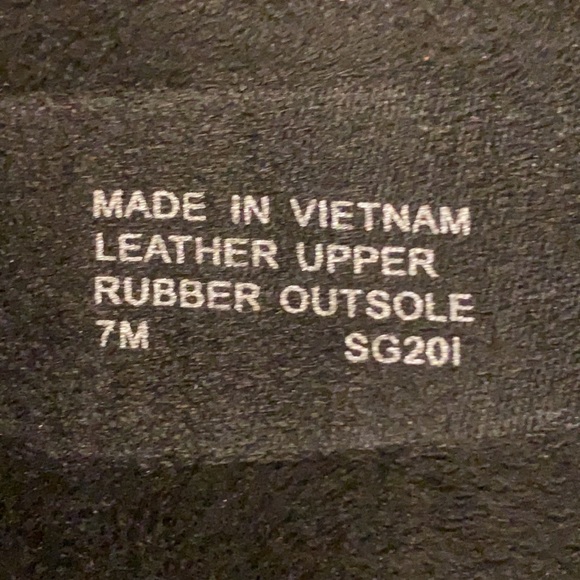 MADE IN VIETNAM
LEATHER UPPER
RUBBER OUTSOLE
7M SG20I